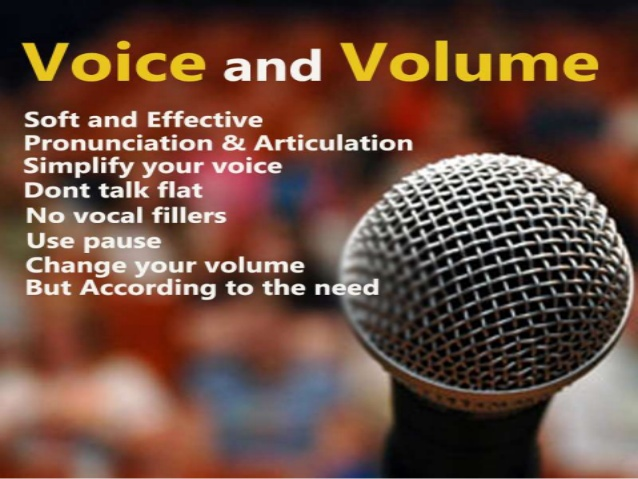 Voice and Volume
Soft and Effective
Pronunciation & Articulation
Simplify your voice
Dont talk flat
No vocal fillers
Use pause
Change your volume
But According to the need